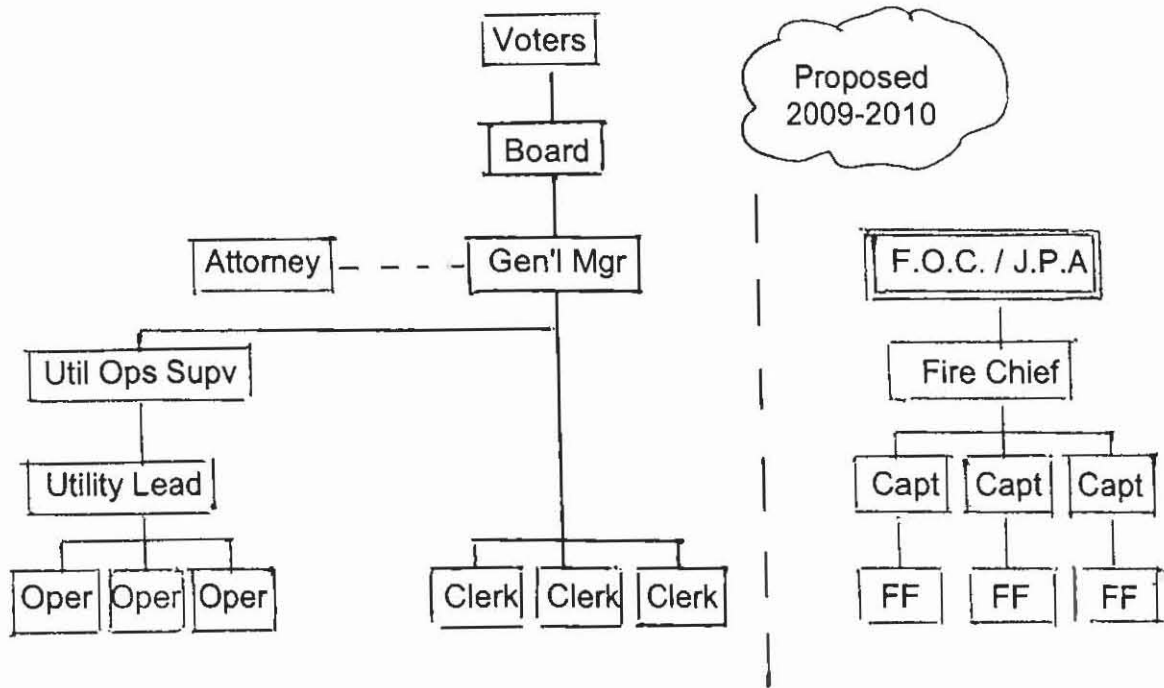 Voters
Proposed
2009-2010
Board
Attorney
Gen'l Mgr
F.O.C. / J.P.A
Util Ops Supv
Fire Chief
Utility Lead
Capt
Capt
Capt
Oper
Oper
Oper
Clerk
Clerk
Clerk
FF
FF
FF